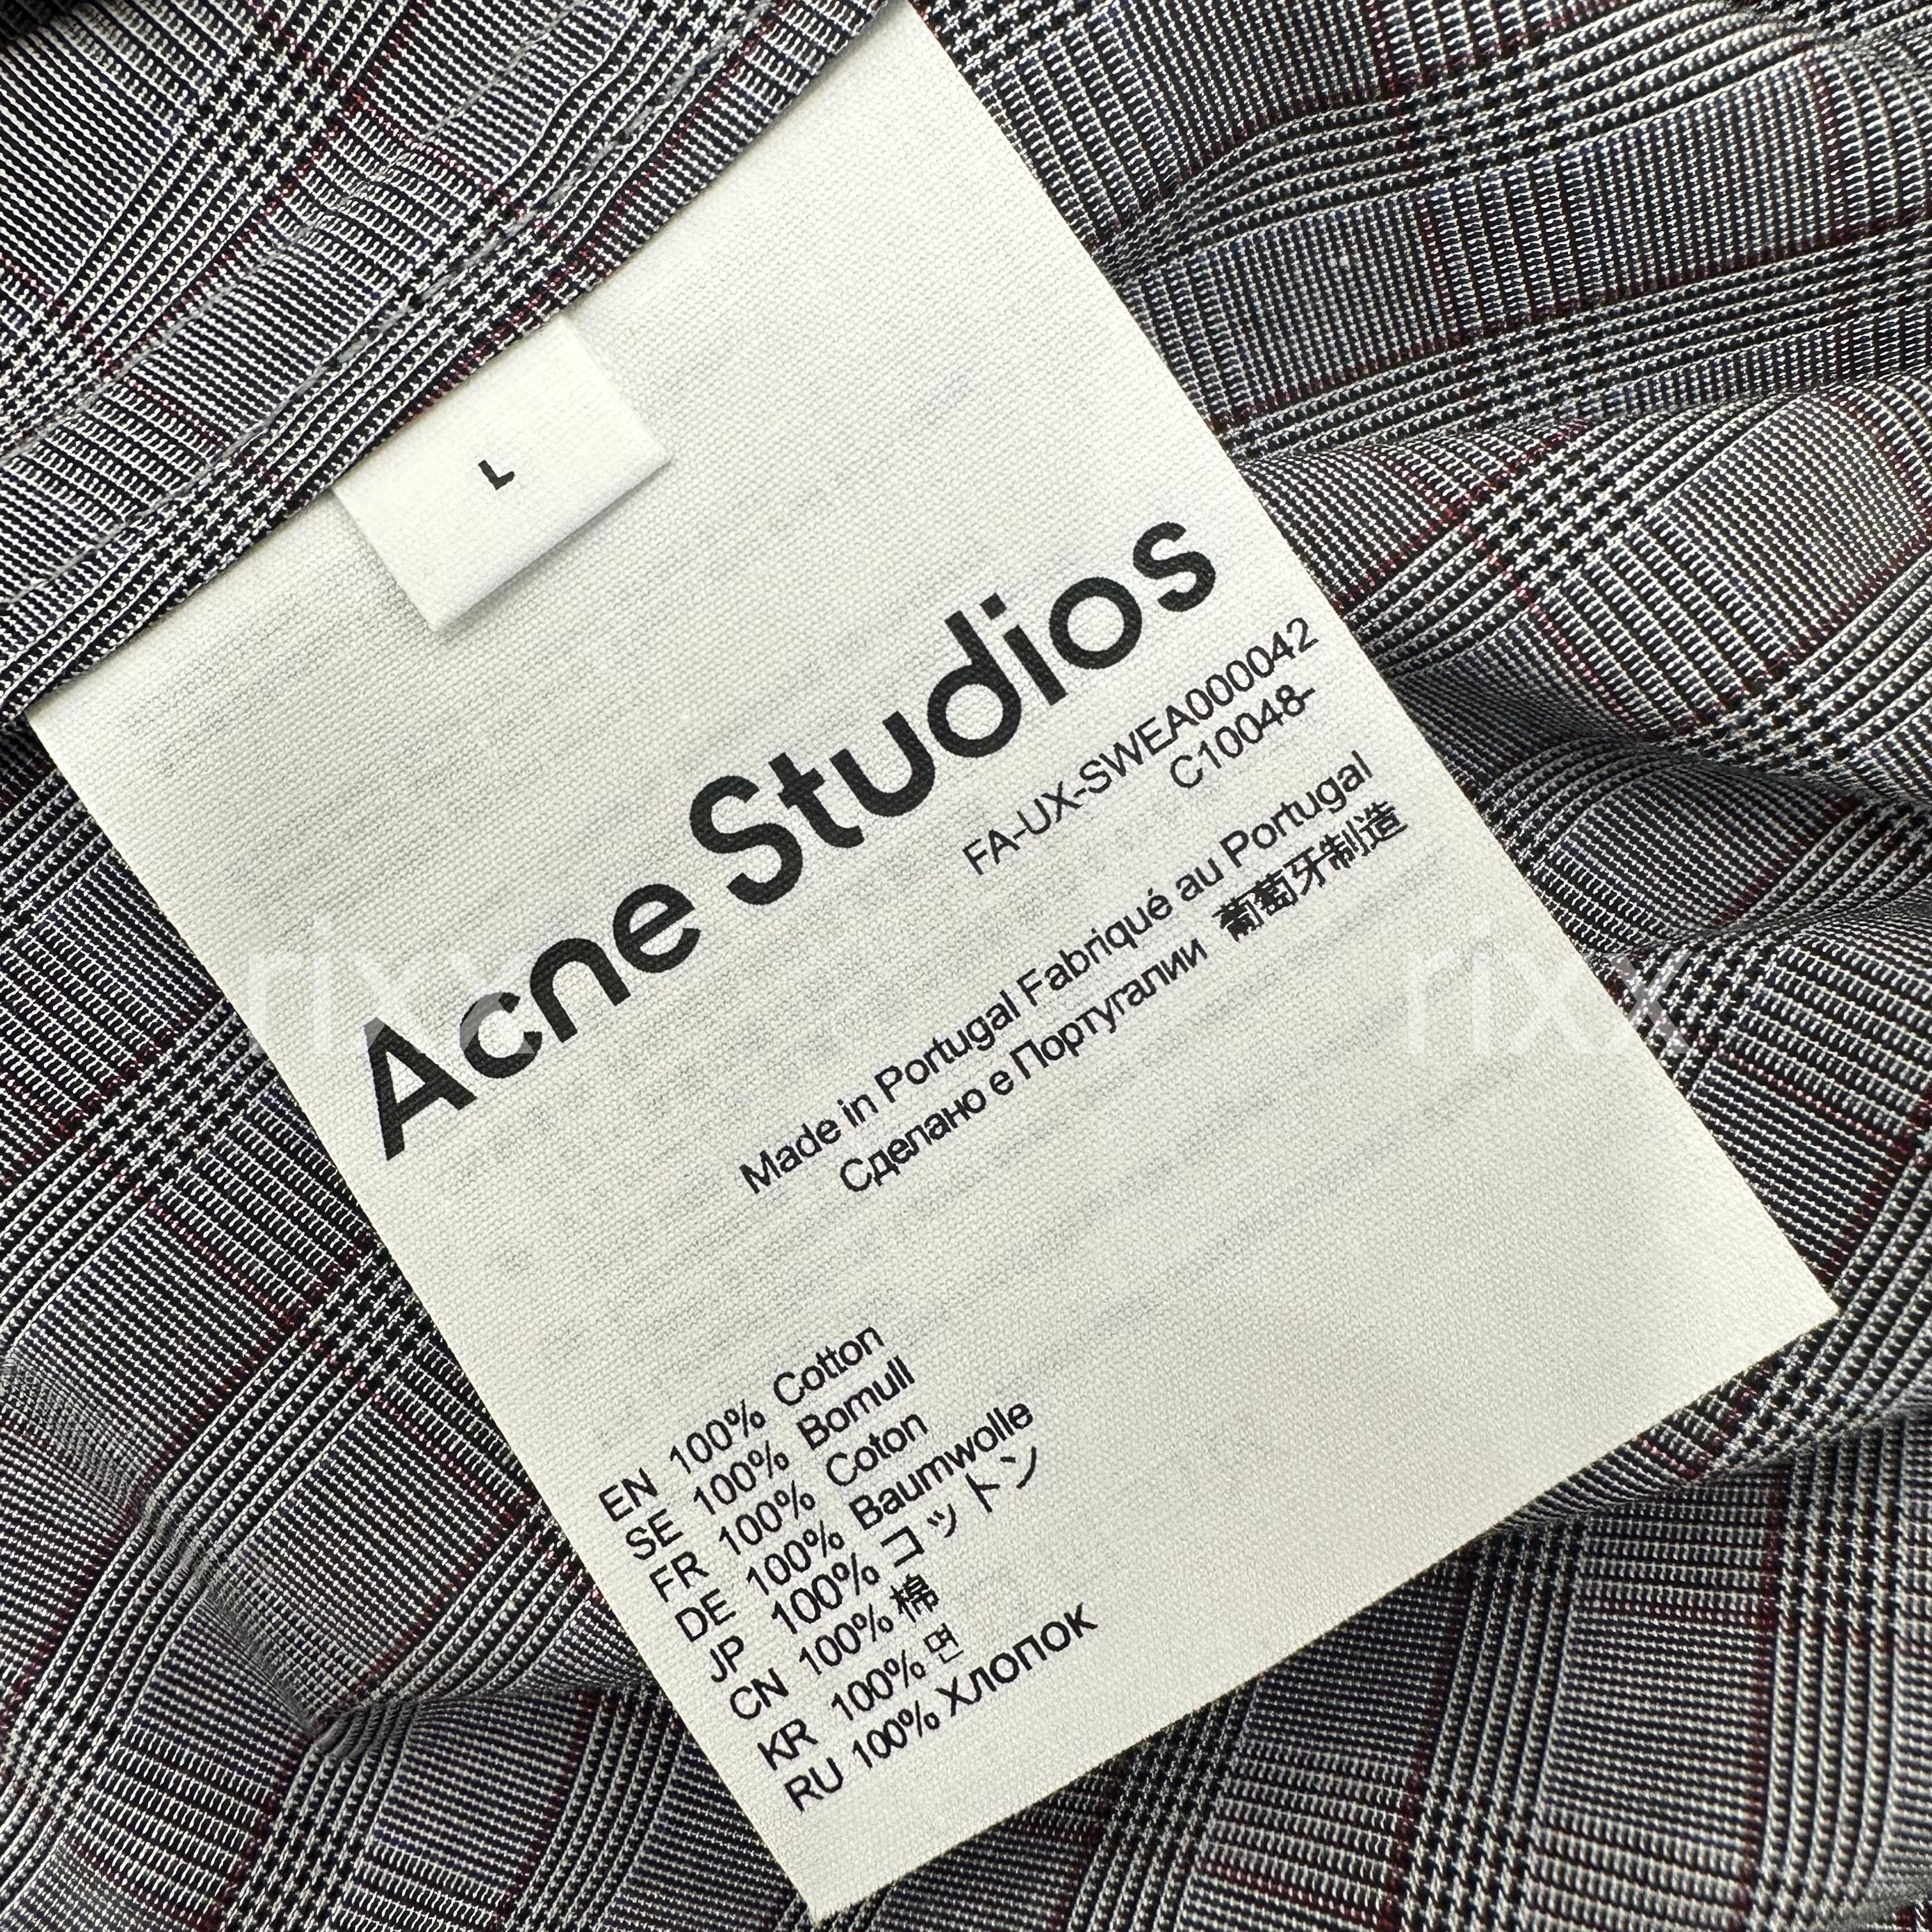 L
Acne Studios
FA-UX-SWEA000042
C10048-
Made in Portugal Fabriqué au Portugal
Сделано е Португалии 葡萄牙制造
EN 100% Cotton
SE 100% Bomull
FR 100% Coton
DE 100% Baumwolle
JP 100% コットン
CN 100% 棉
KR 100% 면
RU 100% Хлопок
rixx rixx